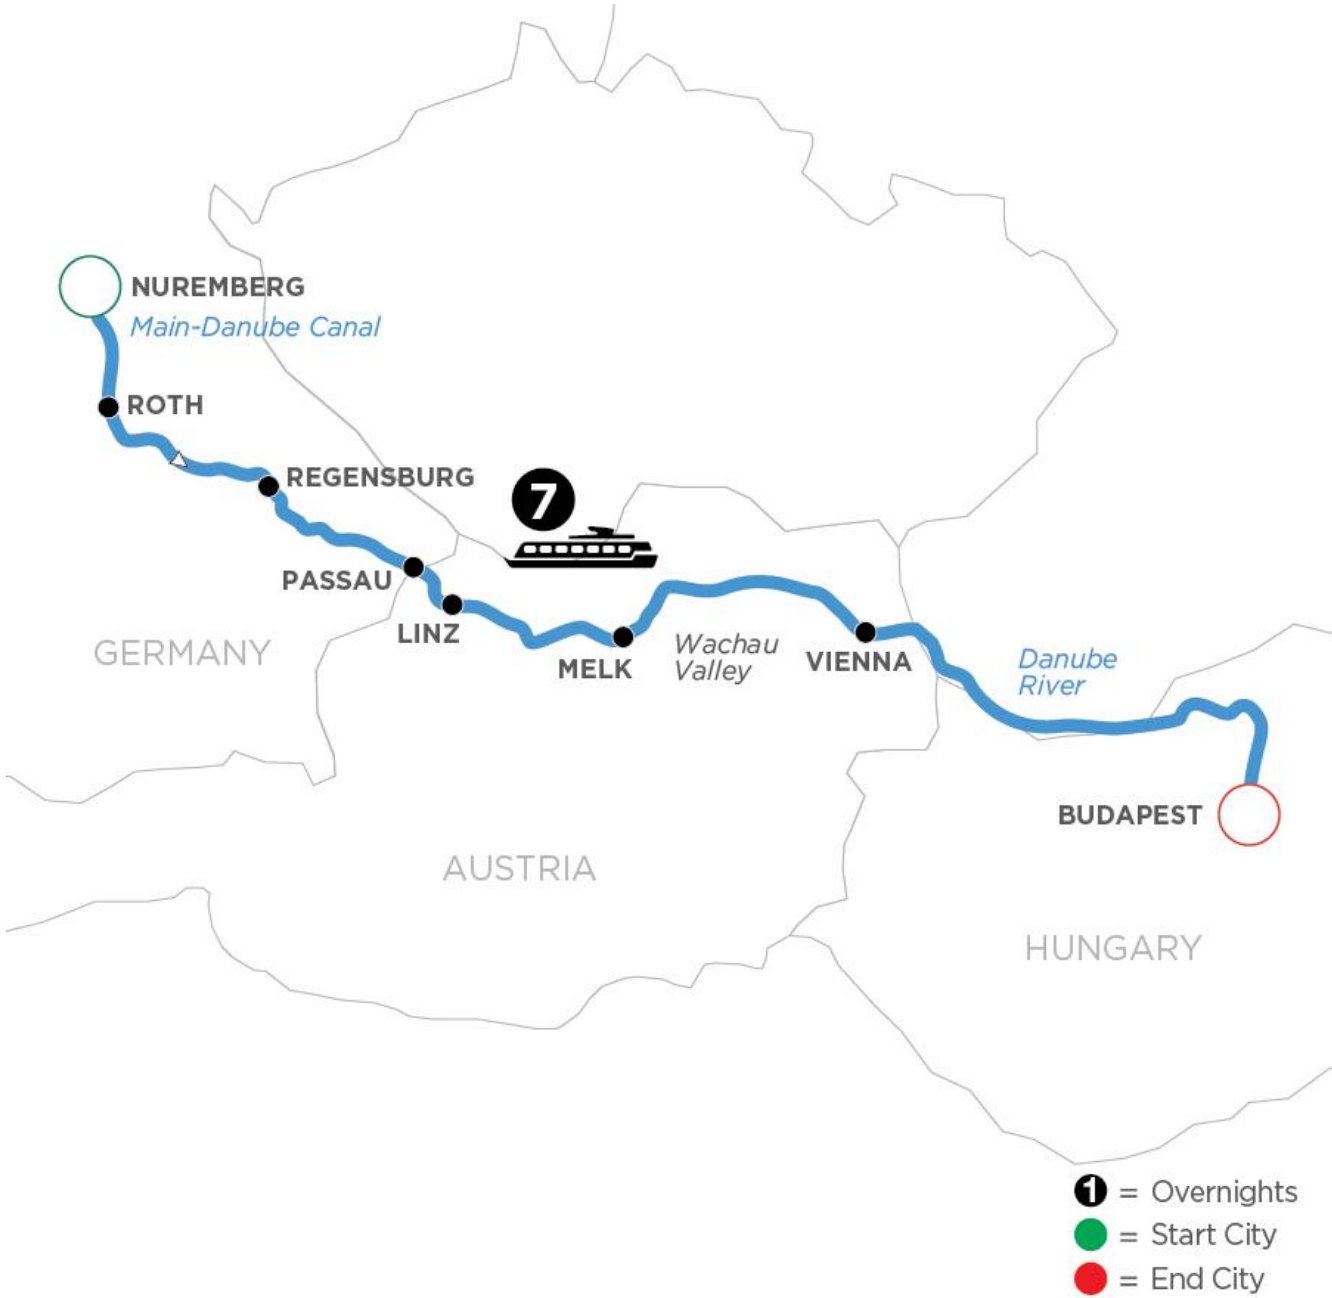 NUREMBERG
Main-Danube Canal
ROTH
REGENSBURG
7
PASSAU
LINZ
MELK
Wachau
Valley
VIENNA
Danube
River
GERMANY
BUDAPEST
AUSTRIA
HUNGARY
1 = Overnights
= Start City
= End City